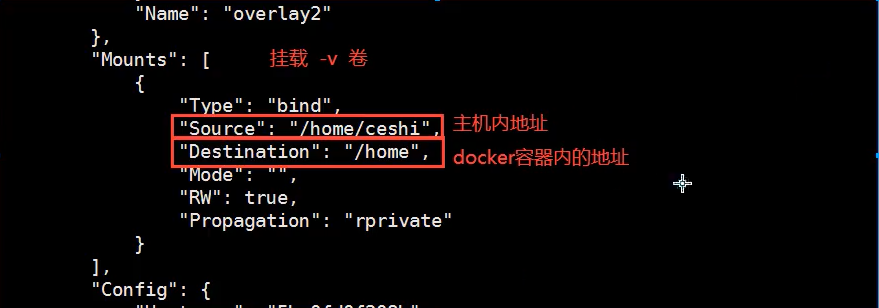 "Name": "overlay2"
},
"Mounts": [ 挂载 -v 卷
{
"Type": "bind",
"Source": "/home/ceshi", 主机内地址
"Destination": "/home", docker容器内的地址
"Mode": "",
"RW": true,
"Propagation": "rprivate"
}
],
"Config": {